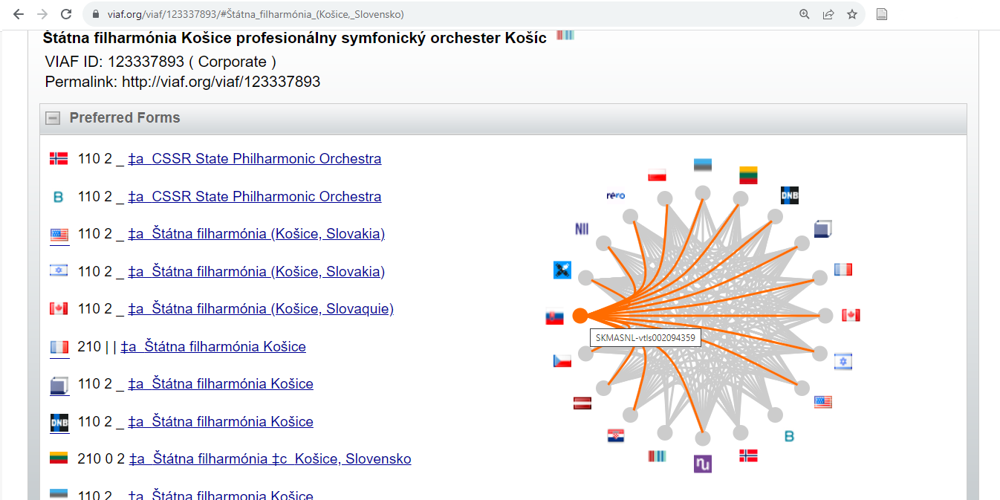 viaf.org/viaf/123337893/#Štátna_filharmónia_(Košice,_Slovensko)
Štátna filharmónia Košice profesionálny symfonický orchester Košíc
VIAF ID: 123337893 ( Corporate )
Permalink: http://viaf.org/viaf/123337893
Preferred Forms
110 2 _ ‡a CSSR State Philharmonic Orchestra
B 110 2 _ ‡a CSSR State Philharmonic Orchestra
110 2 _ ‡a Štátna filharmónia (Košice, Slovakia)
110 2 _ ‡a Štátna filharmónia (Košice, Slovakia)
110 2 _ ‡a Štátna filharmónia (Košice, Slovaquie)
210 | | ‡a Štátna filharmónia Košice
110 2 _ ‡a Štátna filharmónia Košice
DNB 110 2 _ ‡a Štátna filharmónia Košice
210 0 2 ‡a Štátna filharmónia ‡c Košice, Slovensko
110 2 _ ‡a Štátna filharmonia Košice
réro
DNB
NII
SKMASNL-vtls002094359
B
nu